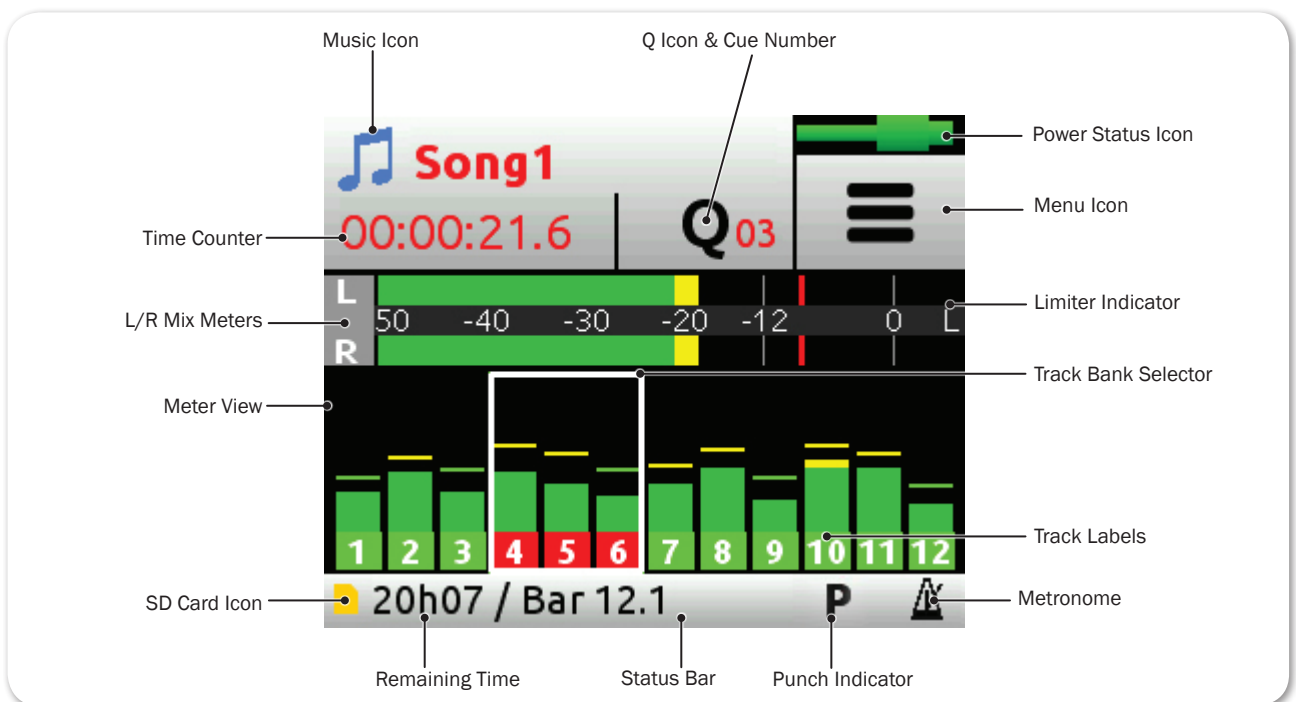 Music Icon
Q Icon & Cue Number
Power Status Icon
Song1
Menu Icon
Time Counter
00:00:21.6
Q 03
L
Limiter Indicator
L/R Mix Meters
50 -40 -30 -20 -12 0 L
R
Track Bank Selector
Meter View
Track Labels
1 2 3 4 5 6 7 8 9 10 11 12
SD Card Icon
20h07 / Bar 12.1
P
Metronome
Remaining Time
Status Bar
Punch Indicator